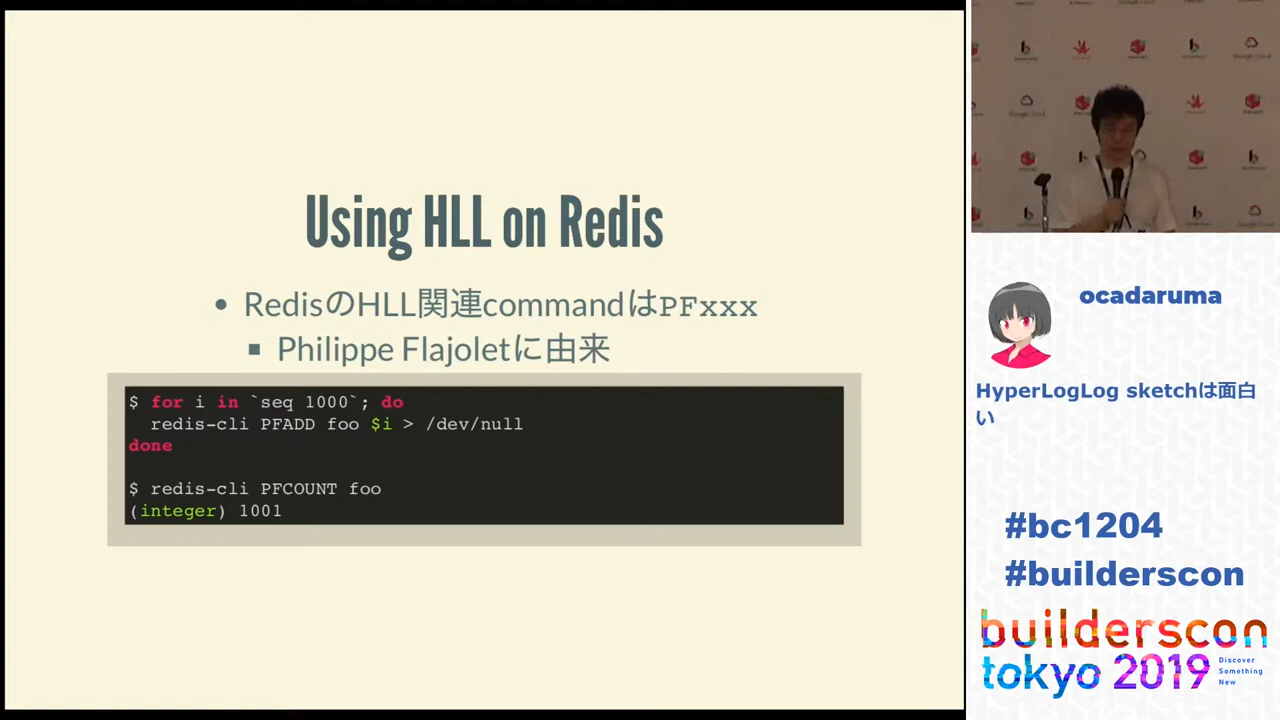 Using HLL on Redis
• RedisのHLL関連commandはPFxxx
▪ Philippe Flajoletに由来
$ for i in `seq 1000`; do
  redis-cli PFADD foo $i > /dev/null
done
$ redis-cli PFCOUNT foo
(integer) 1001
ocadaruma
HyperLogLog sketchは面白
い
#bc1204
#builderscon
builderscon
tokyo 2019
Discover
Something
New